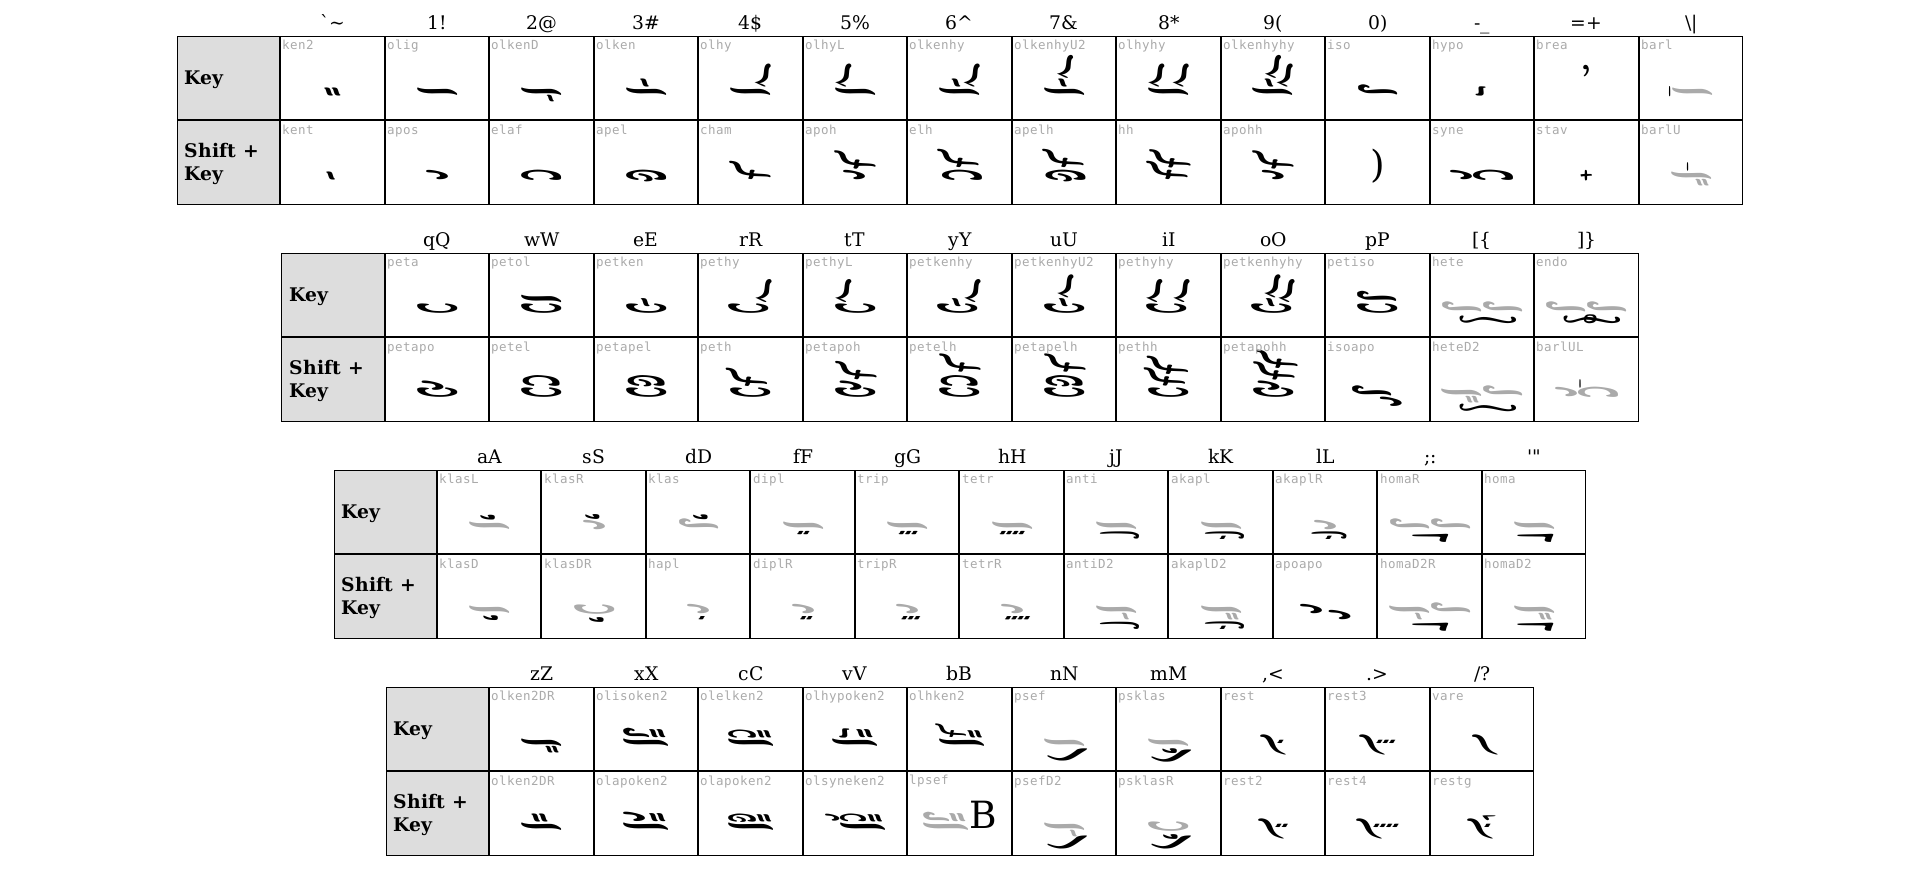 `~ 1! 2@ 3# 4$ 5% 6^ 7& 8* 9( 0) -_ =+ \|
ken2 olig olkenD olken olhy olhyL olkenhy olkenhyU2 olhyhy olkenhyhy iso hypo brea barl
Key
kent apos elaf apel cham apoh elh apelh hh apohh syne stav barlU
Shift +
Key )
qQ wW eE rR tT yY uU iI oO pP [{ ]}
peta petol petken pethy pethyL petkenhy petkenhyU2 pethyhy petkenhyhy petiso hete endo
Key
petapo petel petapel peth petapoh petelh petapelh pethh petapohh isoapo heteD2 barlUL
Shift +
Key
aA sS dD fF gG hH jJ kK lL ;: '"
klasL klasR klas dipl trip tetr anti akapl akaplR homaR homa
Key
klasD klasDR hapl diplR tripR tetrR antiD2 akaplD2 apoapo homaD2R homaD2
Shift +
Key
zZ xX cC vV bB nN mM ,< .> /?
olken2DR olisoken2 olelken2 olhypoken2 olhken2 psef psklas rest rest3 vare
Key
olken2DR olapoken2 olapoken2 olsyneken2 lpsef psefD2 psklasR rest2 rest4 restg
Shift +
Key B